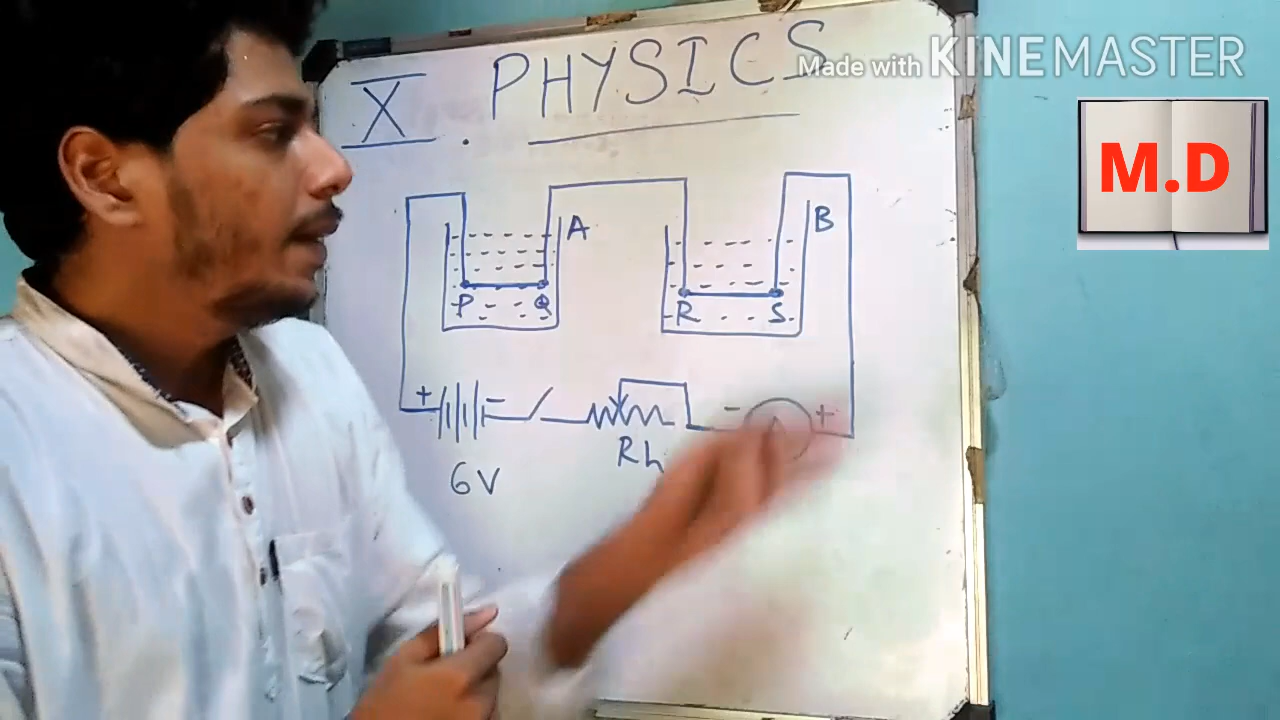 Made with KINEMASTER
X . PHYSICS
M.D
A
B
P Q
R S
+ -
- +
Rh
6V